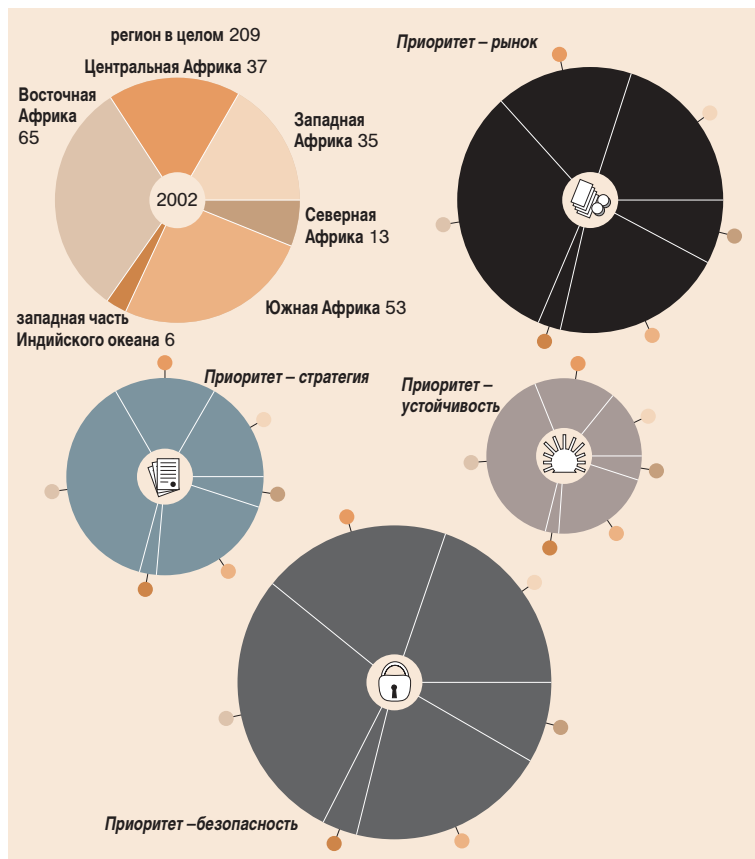 регион в целом 209
Центральная Африка 37
Восточная
Африка
65
Западная
Африка 35
2002
Северная
Африка 13
Южная Африка 53
западная часть
Индийского океана 6
Приоритет – рынок
Приоритет – стратегия
Приоритет –
устойчивость
Приоритет –безопасность